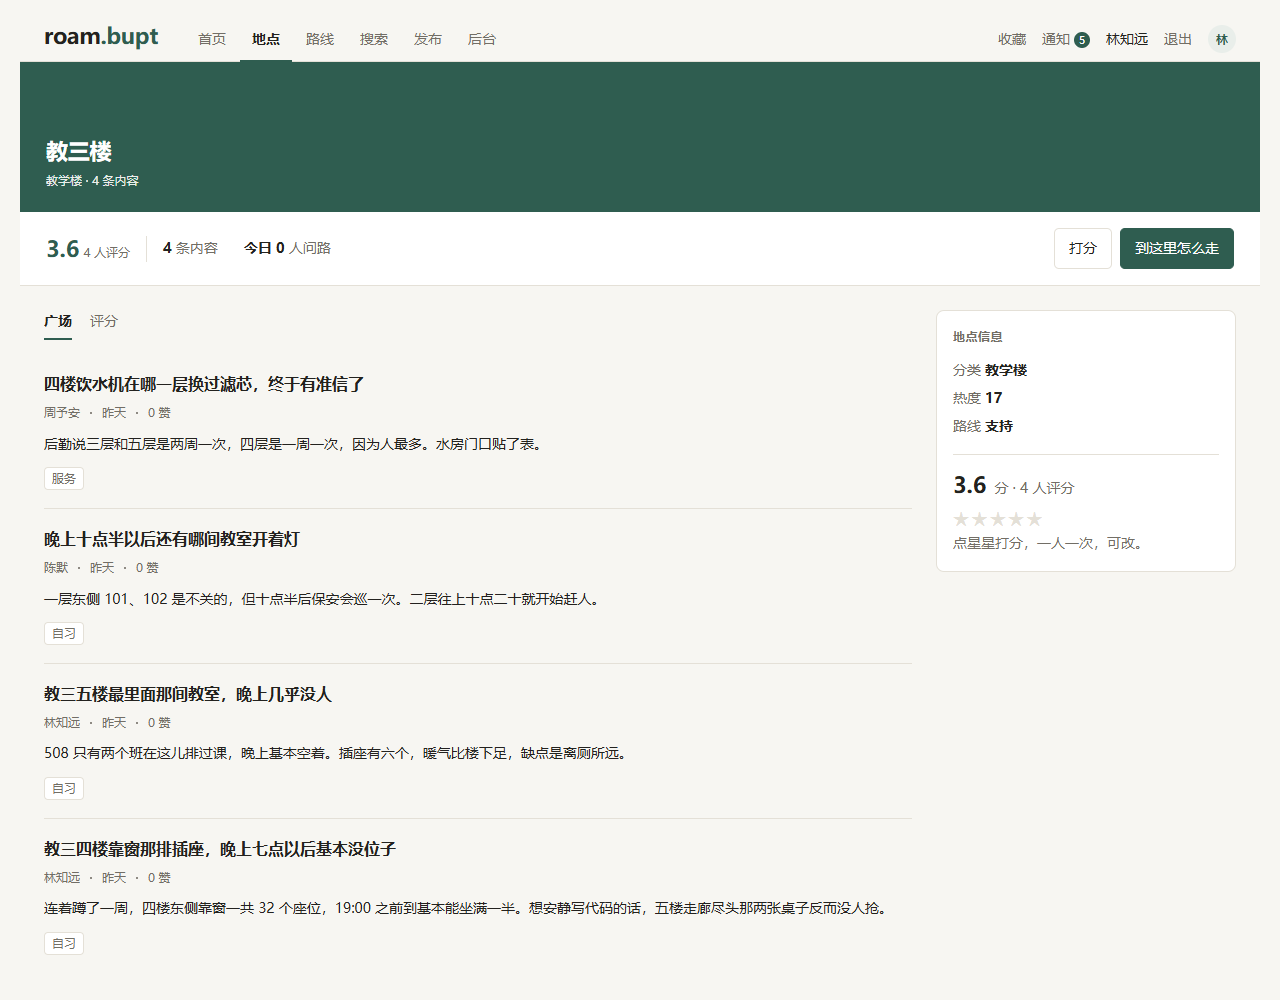 roam.bupt 首页 地点 路线 搜索 发布 后台 收藏 通知 5 林知远 退出 林
教三楼
教学楼 · 4 条内容
3.6 4 人评分 4 条内容 今日 0 人问路 打分 到这里怎么走
广场 评分
四楼饮水机在哪一层换过滤芯，终于有准信了
周予安 · 昨天 · 0 赞
后勤说三层和五层是两周一次，四层是一周一次，因为人最多。水房门口贴了表。
服务
晚上十点半以后还有哪间教室开着灯
陈默 · 昨天 · 0 赞
一层东侧 101、102 是不关的，但十点半后保安会巡一次。二层往上十点二十就开始赶人。
自习
教三五楼最里面那间教室，晚上几乎没人
林知远 · 昨天 · 0 赞
508 只有两个班在这儿排过课，晚上基本空着。插座有六个，暖气比楼下足，缺点是离厕所远。
自习
教三四楼靠窗那排插座，晚上七点以后基本没位子
林知远 · 昨天 · 0 赞
连着蹲了一周，四楼东侧靠窗一共 32 个座位，19:00 之前到基本能坐满一半。想安静写代码的话，五楼走廊尽头那两张桌子反而没人抢。
自习
地点信息
分类 教学楼
热度 17
路线 支持
3.6 分 · 4 人评分
★★★★★
点星星打分，一人一次，可改。